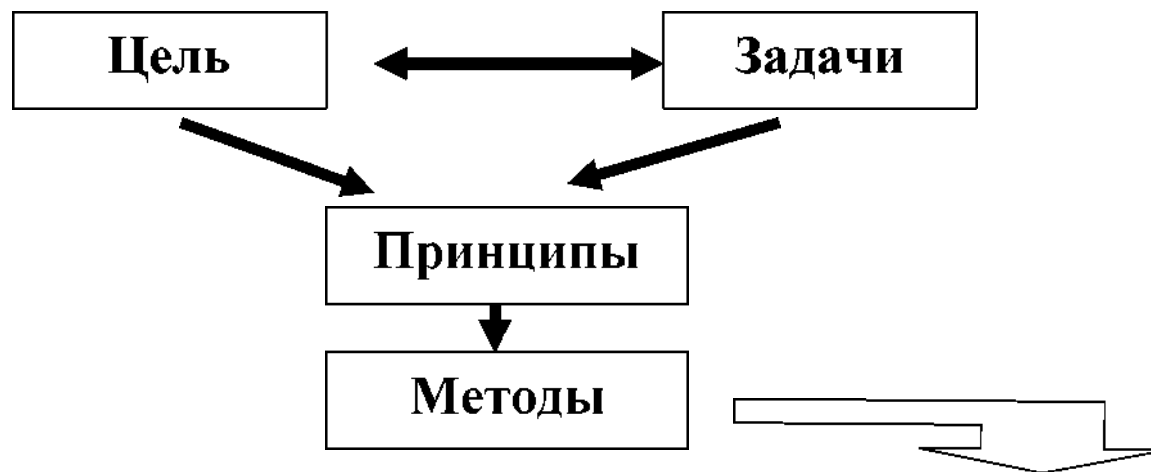 Цель
Задачи
Принципы
Методы